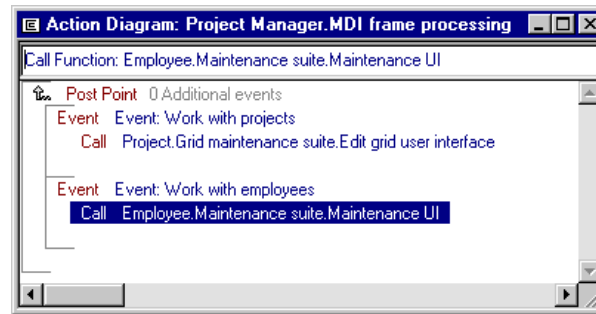 Action Diagram: Project Manager.MDI frame processing
Call Function: Employee.Maintenance suite.Maintenance UI
Post Point 0 Additional events
Event Event: Work with projects
Call Project.Grid maintenance suite.Edit grid user interface
Event Event: Work with employees
Call Employee.Maintenance suite.Maintenance UI